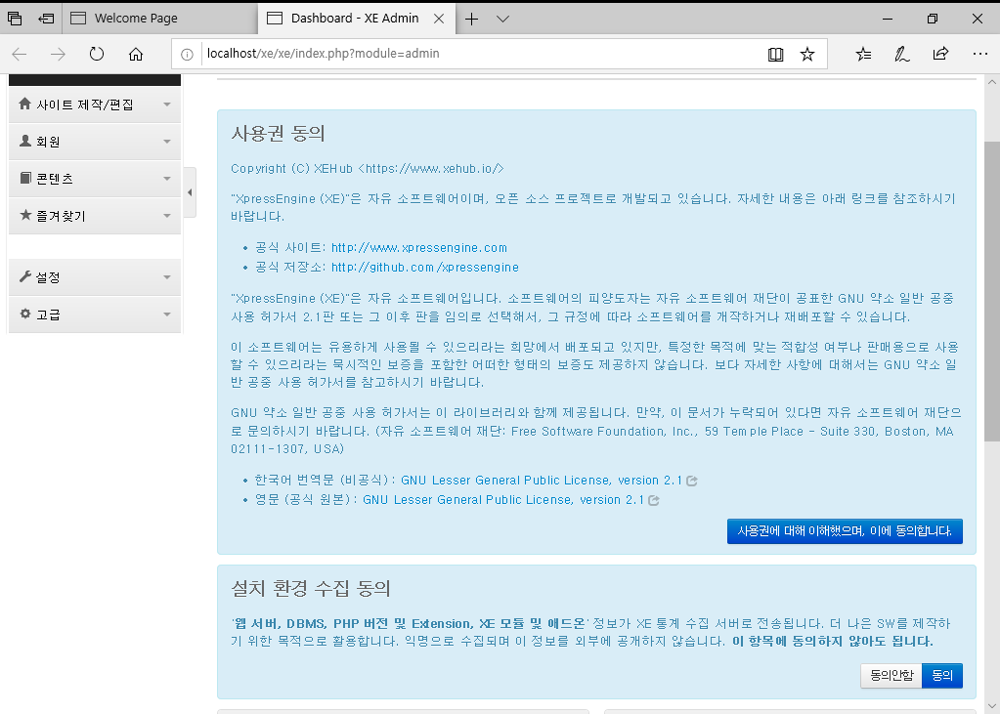 Welcome Page
Dashboard - XE Admin
localhost/xe/xe/index.php?module=admin
사이트 제작/편집
회원
콘텐츠
즐겨찾기
설정
고급
사용권 동의
Copyright (C) XEHub <https://www.xehub.io/>
"XpressEngine (XE)"은 자유 소프트웨어이며, 오픈 소스 프로젝트로 개발되고 있습니다. 자세한 내용은 아래 링크를 참조하시기
바랍니다.
• 공식 사이트: http://www.xpressengine.com
• 공식 저장소: http://github.com/xpressengine
"XpressEngine (XE)"은 자유 소프트웨어입니다. 소프트웨어의 피양도자는 자유 소프트웨어 재단이 공표한 GNU 약소 일반 공중
사용 허가서 2.1판 또는 그 이후 판을 임의로 선택해서, 그 규정에 따라 소프트웨어를 개작하거나 재배포할 수 있습니다.
이 소프트웨어는 유용하게 사용될 수 있으리라는 희망에서 배포되고 있지만, 특정한 목적에 맞는 적합성 여부나 판매용으로 사용
할 수 있으리라는 묵시적인 보증을 포함한 어떠한 형태의 보증도 제공하지 않습니다. 보다 자세한 사항에 대해서는 GNU 약소 일
반 공중 사용 허가서를 참고하시기 바랍니다.
GNU 약소 일반 공중 사용 허가서는 이 라이브러리와 함께 제공됩니다. 만약, 이 문서가 누락되어 있다면 자유 소프트웨어 재단으
로 문의하시기 바랍니다. (자유 소프트웨어 재단: Free Software Foundation, Inc., 59 Temple Place - Suite 330, Boston, MA
02111-1307, USA)
• 한국어 번역문 (비공식) : GNU Lesser General Public License, version 2.1
• 영문 (공식 원본) : GNU Lesser General Public License, version 2.1
사용권에 대해 이해했으며, 이에 동의합니다.
설치 환경 수집 동의
'웹 서버, DBMS, PHP 버전 및 Extension, XE 모듈 및 애드온' 정보가 XE 통계 수집 서버로 전송됩니다. 더 나은 SW를 제작하
기 위한 목적으로 활용합니다. 익명으로 수집되며 이 정보를 외부에 공개하지 않습니다. 이 항목에 동의하지 않아도 됩니다.
동의안함
동의